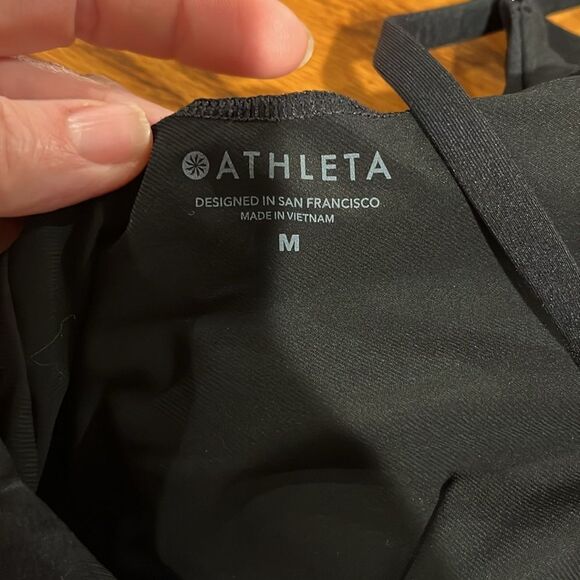 ATHLETA
DESIGNED IN SAN FRANCISCO
MADE IN VIETNAM
M